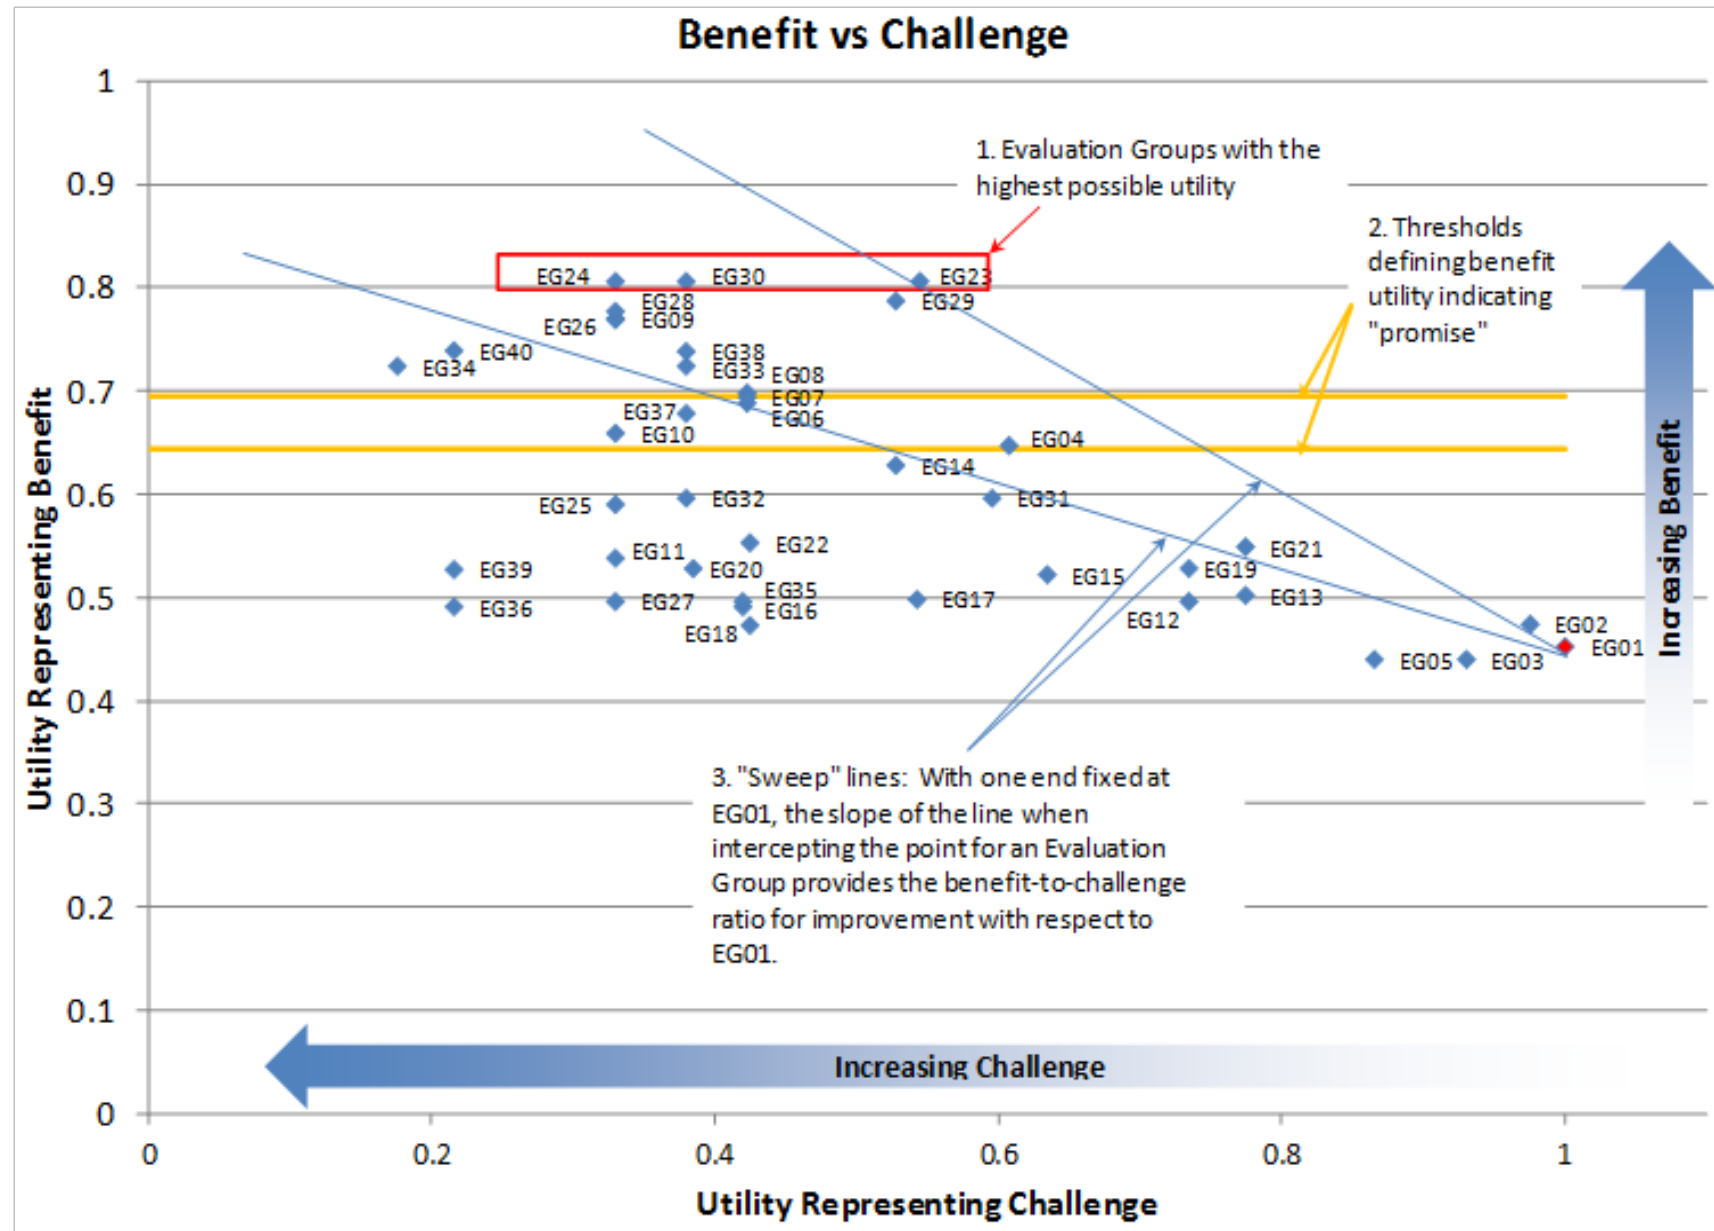 Benefit vs Challenge
1
0.9
0.8
0.7
0.6
0.5
0.4
0.3
0.2
0.1
0
Utility Representing Benefit
1. Evaluation Groups with the
highest possible utility
2. Thresholds
defining benefit
utility indicating
"promise"
EG24
EG30
EG23
EG28
EG29
EG26
EG09
EG40
EG38
EG34
EG33
EG08
EG07
EG37
EG06
EG10
EG04
EG14
EG25
EG32
EG31
EG11
EG22
EG21
EG39
EG20
EG15
EG19
EG36
EG27
EG35
EG16
EG17
EG13
EG18
EG12
EG02
EG01
EG05
EG03
Increasing Benefit
3. "Sweep" lines: With one end fixed at
EG01, the slope of the line when
intercepting the point for an Evaluation
Group provides the benefit-to-challenge
ratio for improvement with respect to
EG01.
Increasing Challenge
0
0.2
0.4
0.6
0.8
1
Utility Representing Challenge